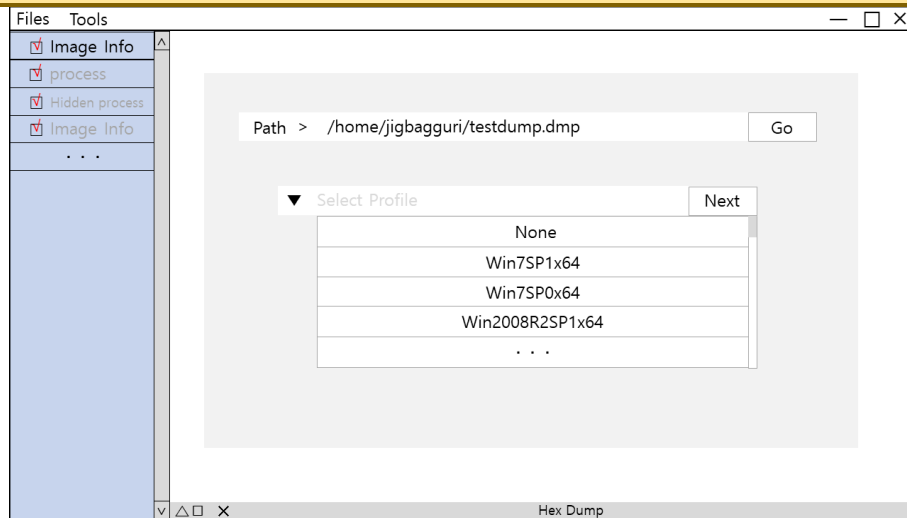 Files Tools
Image Info
process
Hidden process
Image Info
. . .
Path > /home/jigbagguri/testdump.dmp
Go
▼ Select Profile
Next
None
Win7SP1x64
Win7SP0x64
Win2008R2SP1x64
. . .
Hex Dump